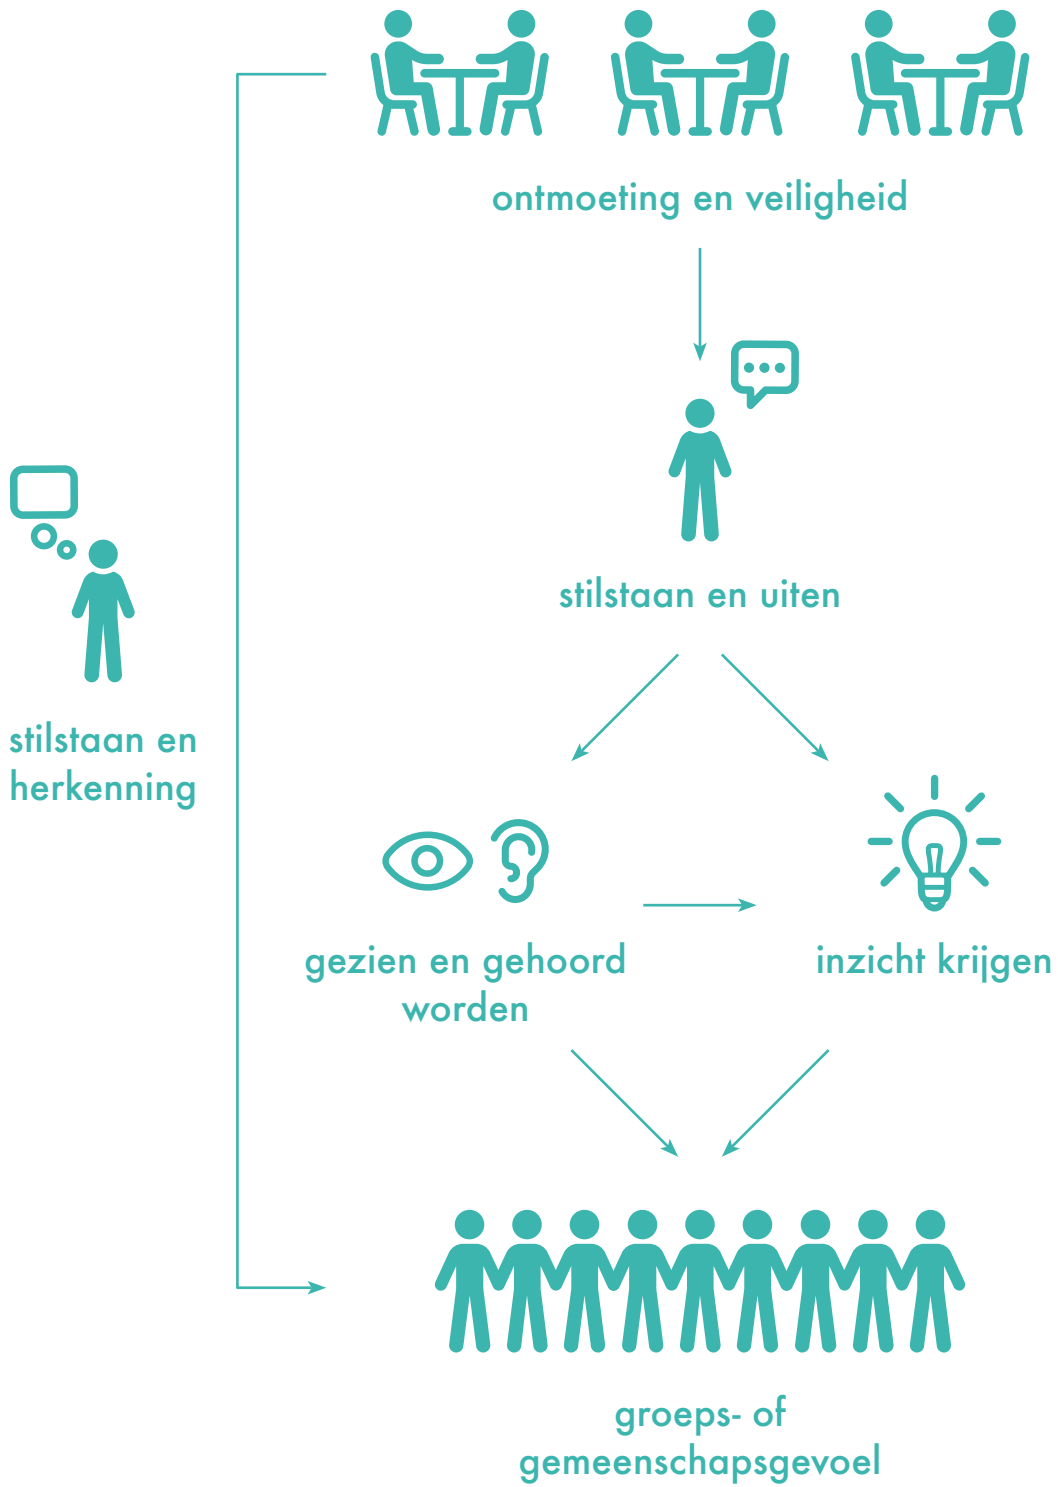 ontmoeting en veiligheid
stilstaan en uiten
stilstaan en
herkenning
gezien en gehoord
worden
inzicht krijgen
groeps- of
gemeenschapsgevoel